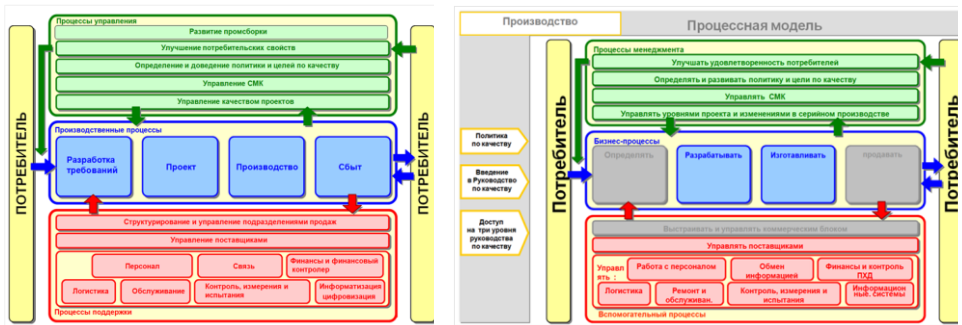 Процессы управления
Развитие промсборки
Улучшение потребительских свойств
Определение и доведение политики и целей по качеству
Управление СМК
Управление качеством проектов
ПОТРЕБИТЕЛЬ
ПОТРЕБИТЕЛЬ
Производственные процессы
Разработка
требований
Проект
Производство
Сбыт
Структурирование и управление подразделениями продаж
Управление поставщиками
Персонал
Связь
Финансы и финансовый
контролер
Логистика
Обслуживание
Контроль, измерения и
испытания
Информатизация
цифровизация
Процессы поддержки
Производство
Процессная модель
Политика
по качеству
Введение
в Руководство
по качеству
Доступ
на три уровня
руководства
по качеству
Потребитель
Потребитель
Процессы менеджмента
Улучшать удовлетворенность потребителей
Определять и развивать политику и цели по качеству
Управлять СМК
Управлять уровнями проекта и изменениями в серийном производстве
Бизнес-процессы
Определять
Разрабатывать
Изготавливать
продавать
Выстраивать и управлять коммерческим блоком
Управлять поставщиками
Управл
ять :
Работа с персоналом
Обмен
информацией
Финансы и контроль
ПХД
Логистика
Ремонт и
обслуживан.
Контроль, измерения и
испытания
Информацион
ные. системы
Вспомогательный процессы